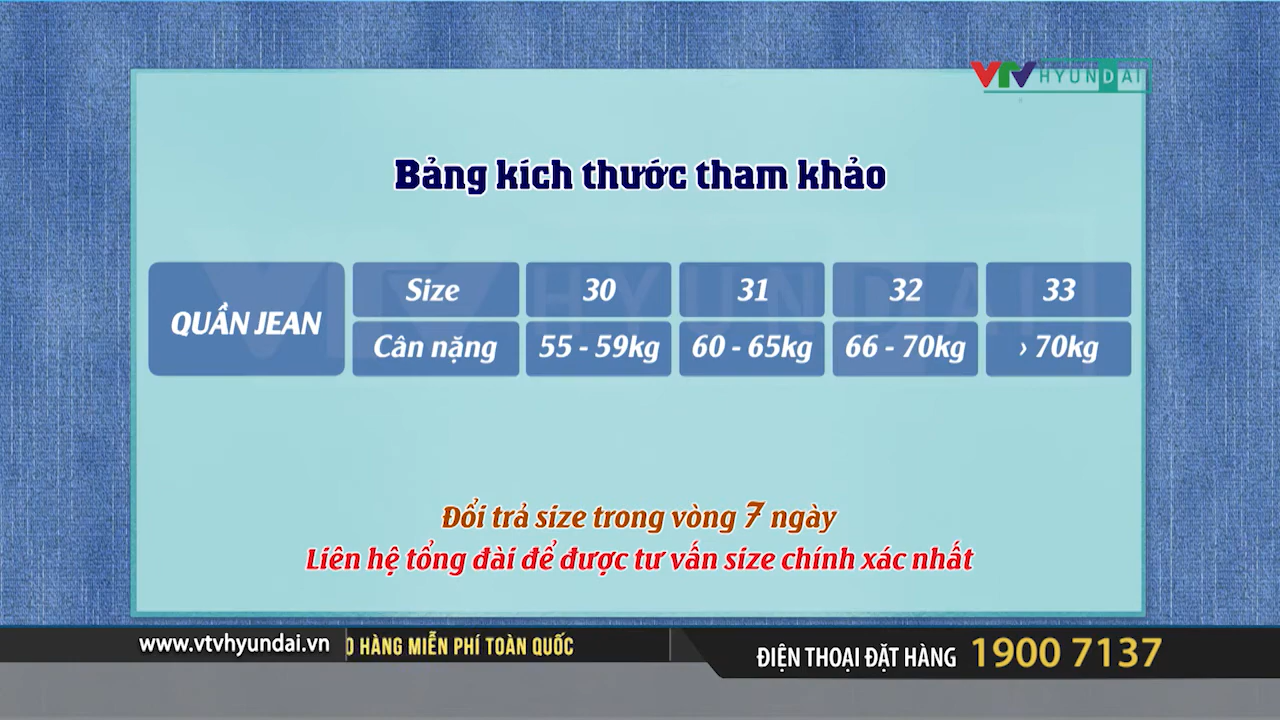 VTV HYUNDAI
Bảng kích thước tham khảo
QUẦN JEAN
Size 30 31 32 33
Cân nặng 55 - 59kg 60 - 65kg 66 - 70kg > 70kg
Đổi trả size trong vòng 7 ngày
Liên hệ tổng đài để được tư vấn size chính xác nhất
www.vtvhyundai.vn
HÀNG MIỄN PHÍ TOÀN QUỐC
ĐIỆN THOẠI ĐẶT HÀNG 1900 7137